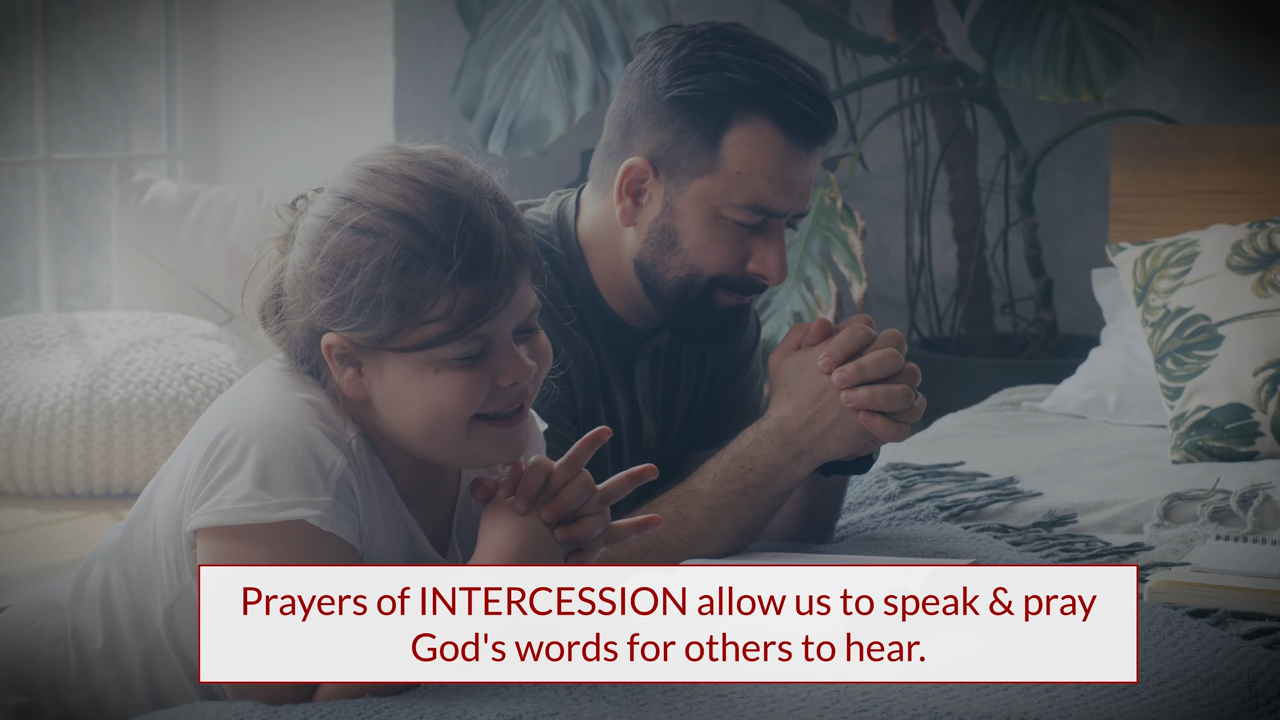 Prayers of INTERCESSION allow us to speak & pray
God's words for others to hear.